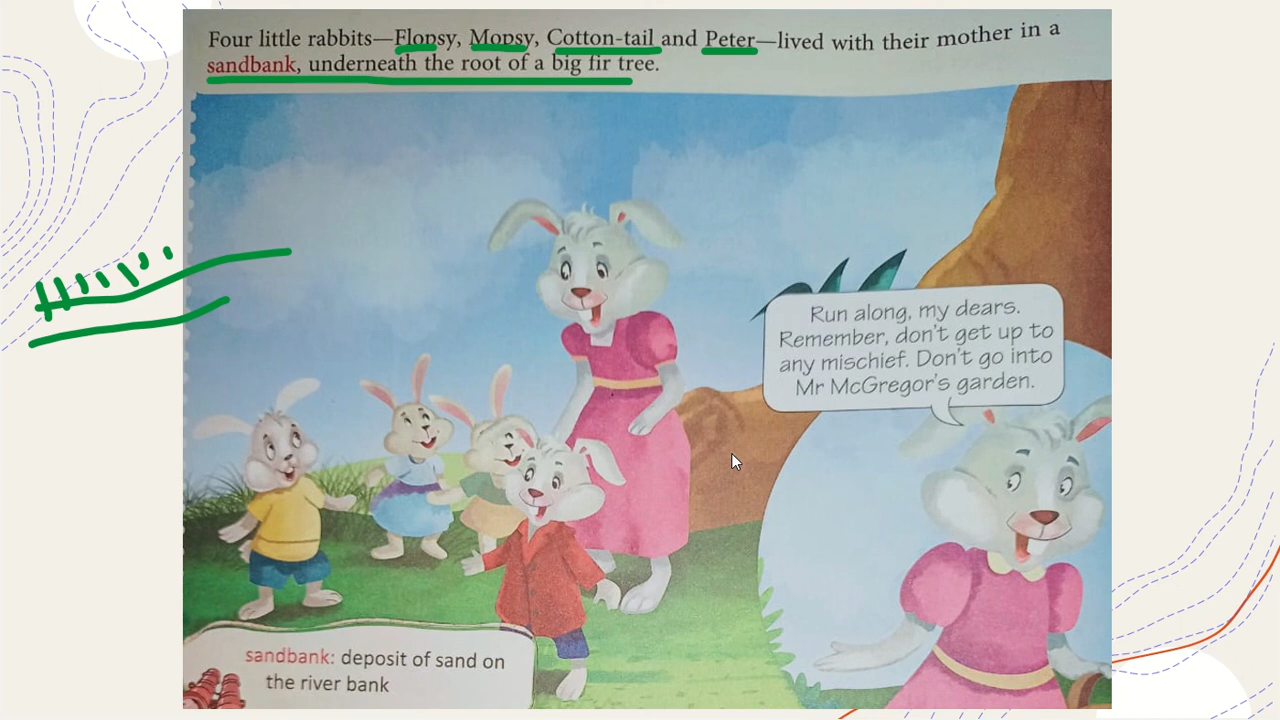 Four little rabbits—Flopsy, Mopsy, Cotton-tail and Peter—lived with their mother in a
sandbank, underneath the root of a big fir tree.
Run along, my dears.
Remember, don't get up to
any mischief. Don't go into
Mr McGregor's garden.
sandbank: deposit of sand on
the river bank